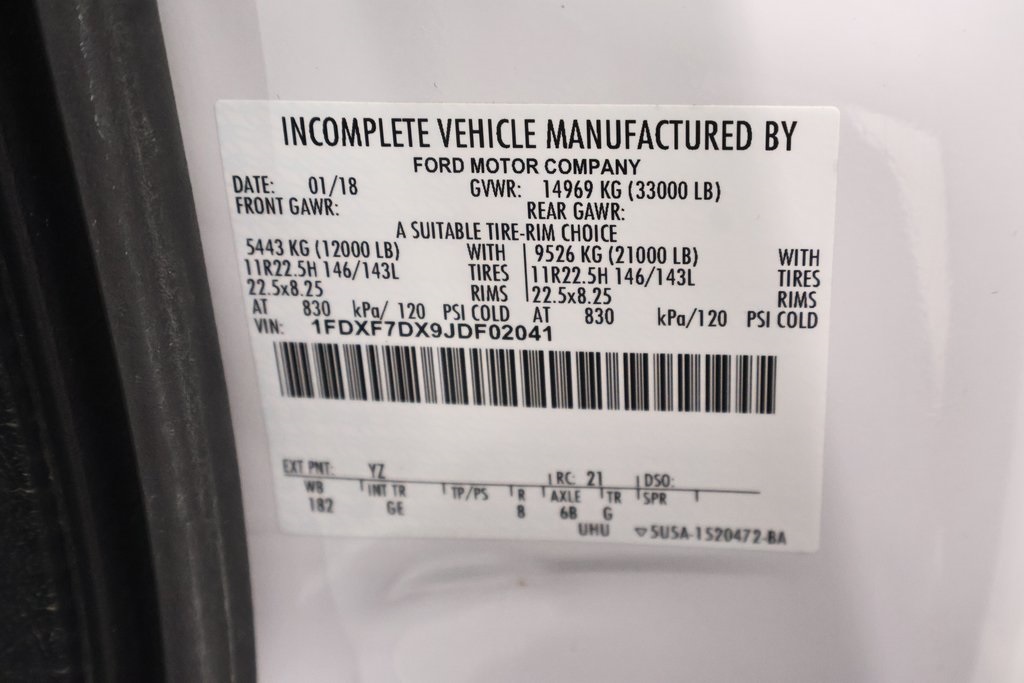 INCOMPLETE VEHICLE MANUFACTURED BY
FORD MOTOR COMPANY
DATE: 01/18 GVWR: 14969 KG (33000 LB)
FRONT GAWR: REAR GAWR:
A SUITABLE TIRE-RIM CHOICE
5443 KG (12000 LB) WITH 9526 KG (21000 LB) WITH
11R22.5H 146/143L TIRES 11R22.5H 146/143L TIRES
22.5x8.25 RIMS 22.5x8.25 RIMS
AT 830 kPa/ 120 PSI COLD AT 830 kPa/120 PSI COLD
VIN: 1FDXF7DX9JDF02041
EXT PNT: YZ RC: 21 DSO:
WB INT TR TP/PS R AXLE TR SPR
182 GE 8 6B G
UHU 5U5A-1520472-BA